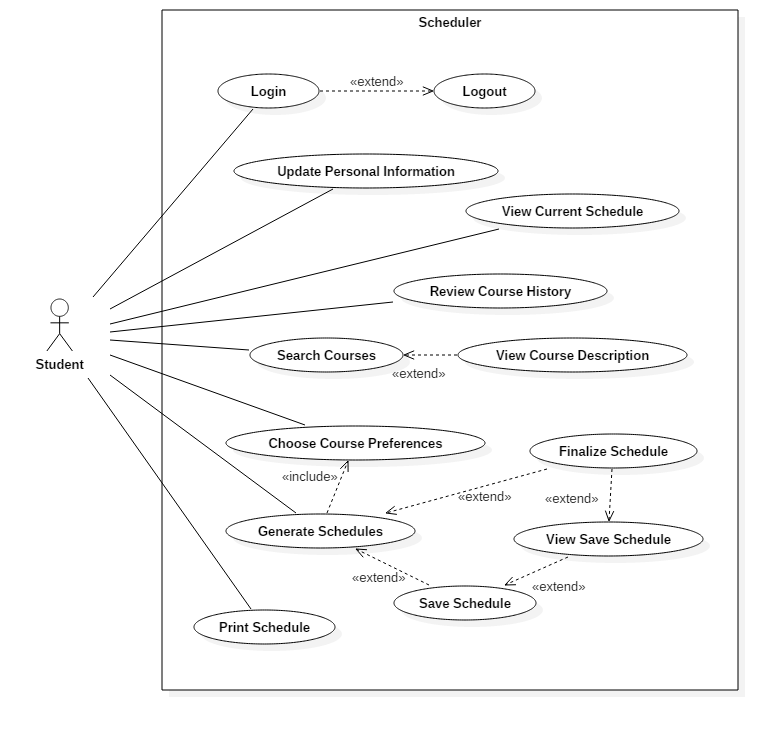 Scheduler
Login
«extend»
Logout
Update Personal Information
View Current Schedule
Review Course History
Student
Search Courses
«extend»
View Course Description
Choose Course Preferences
Finalize Schedule
«include»
«extend»
«extend»
Generate Schedules
View Save Schedule
«extend»
«extend»
Save Schedule
Print Schedule